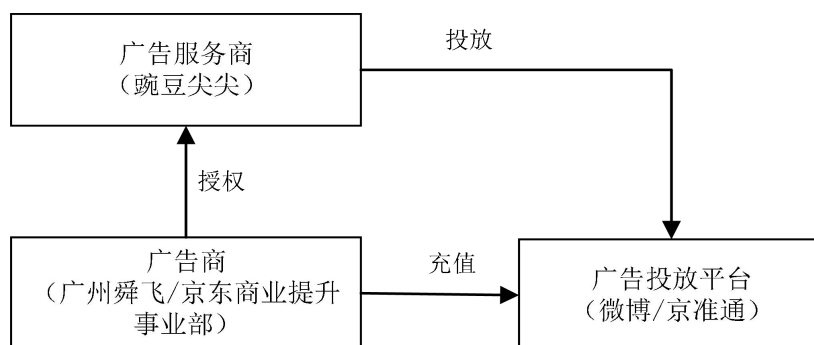 广告服务商
（豌豆尖尖）
投放
授权
广告商
（广州舜飞/京东商业提升
事业部）
充值
广告投放平台
（微博/京准通）